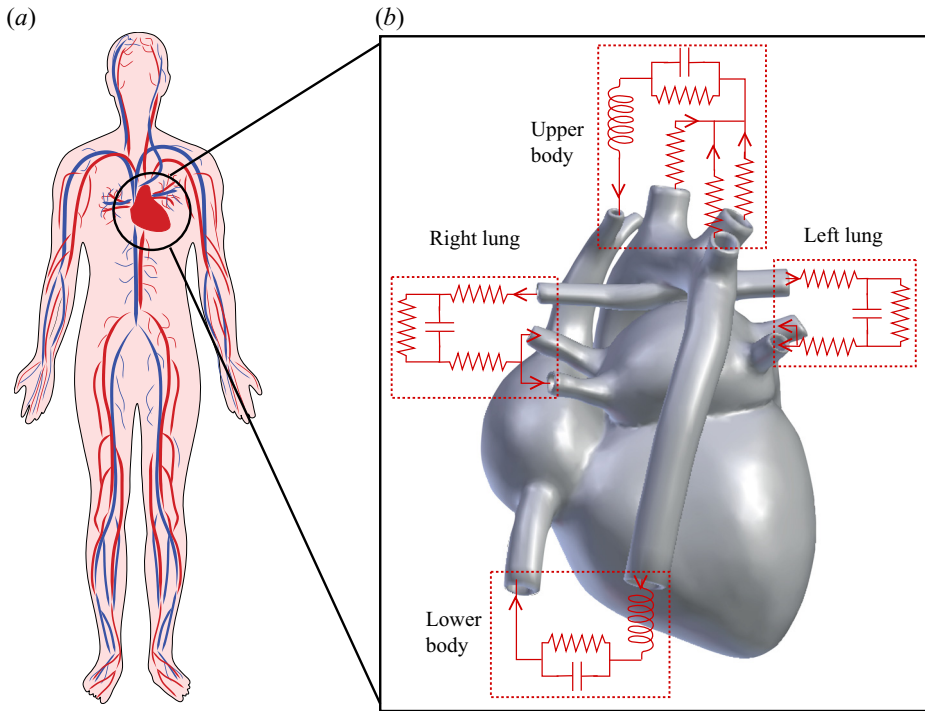 (a)
(b)
Upper
body
Right lung
Left lung
Lower
body